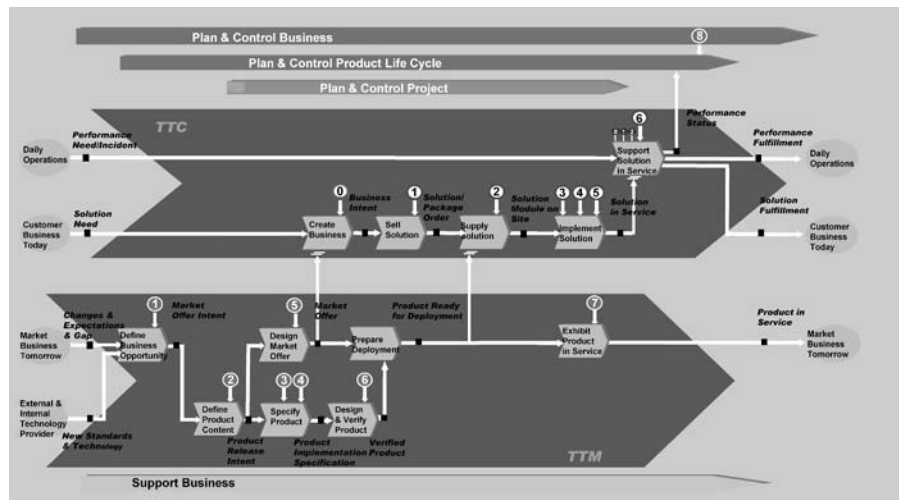 Plan & Control Business
8
Plan & Control Product Life Cycle
Plan & Control Project
TTC
Performance
Need/Incident
Daily
Operations
6
Support
Solution
in Service
Performance
Status
Performance
Fulfillment
Daily
Operations
Solution
Need
Customer
Business
Today
0
Create
Business
Business
Intent
1
Sell
Solution
Solution/
Package
Order
2
Supply
solution
Solution
Module on
Site
3
4
5
Implement
Solution
Solution
in Service
Solution
Fulfillment
Customer
Business
Today
Changes &
Expectations
& Gap
Market
Business
Tomorrow
1
Define
Business
Opportunity
Market
Offer Intent
5
Design
Market
Offer
Market
Offer
Prepare
Deployment
Product Ready
for Deployment
7
Exhibit
Product
in Service
Product in
Service
Market
Business
Tomorrow
External &
Internal
Technology
Provider
New Standards
& Technology
2
Define
Product
Content
Product
Release
Intent
3
4
Specify
Product
Product
Implementation
Specification
6
Design
& Verify
Product
Verified
Product
TTM
Support Business